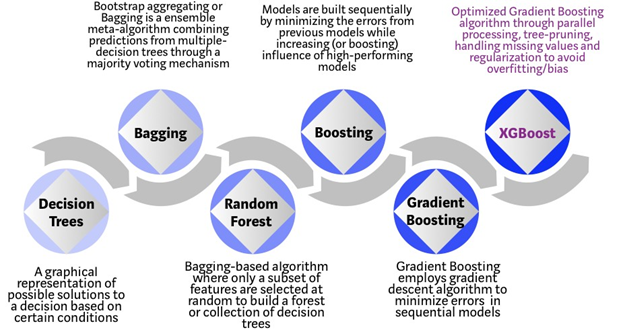 Bootstrap aggregating or
Bagging is a ensemble
meta-algorithm combining
predictions from multiple-
decision trees through a
majority voting mechanism
Models are built sequentially
by minimizing the errors from
previous models while
increasing (or boosting)
influence of high-performing
models
Optimized Gradient Boosting
algorithm through parallel
processing, tree-pruning,
handling missing values and
regularization to avoid
overfitting/bias
Bagging
Boosting
XGBoost
Decision
Trees
Random
Forest
Gradient
Boosting
A graphical
representation of
possible solutions to
a decision based on
certain conditions
Bagging-based algorithm
where only a subset of
features are selected at
random to build a forest
or collection of decision
trees
Gradient Boosting
employs gradient
descent algorithm to
minimize errors in
sequential models